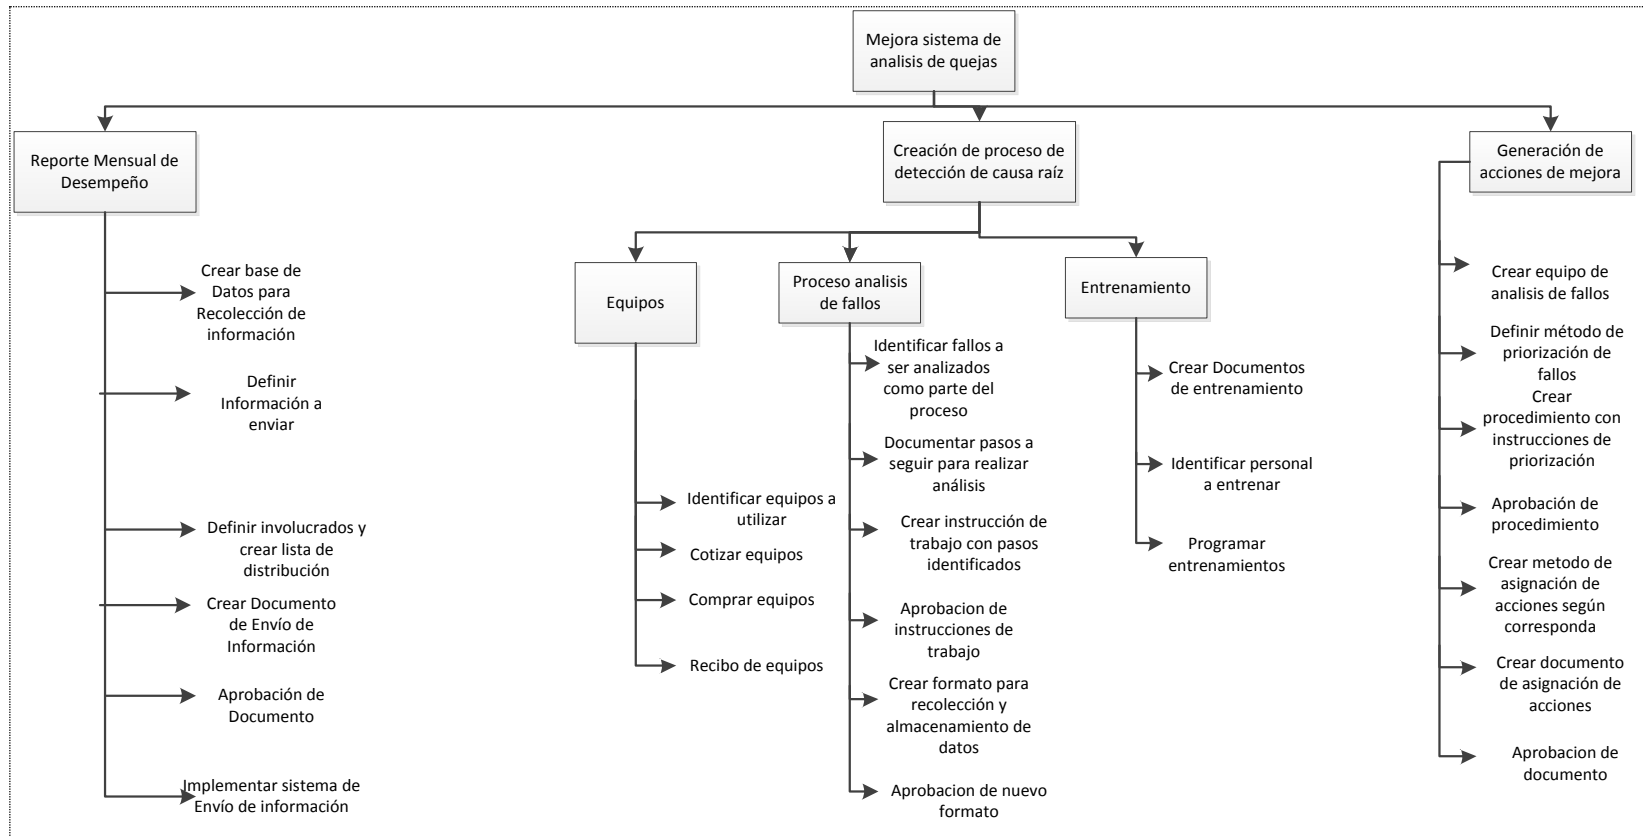 Mejora sistema de
analisis de quejas
Reporte Mensual de
Desempeño
Creación de proceso de
detección de causa raíz
Generación de
acciones de mejora
Crear base de
Datos para
Recolección de
información
Definir
Información a
enviar
Definir involucrados y
crear lista de
distribución
Crear Documento
de Envío de
Información
Aprobación de
Documento
Implementar sistema de
Envío de información
Equipos
Identificar equipos a
utilizar
Cotizar equipos
Comprar equipos
Recibo de equipos
Proceso analisis
de fallos
Identificar fallos a
ser analizados
como parte del
proceso
Documentar pasos a
seguir para realizar
análisis
Crear instrucción de
trabajo con pasos
identificados
Aprobacion de
instrucciones de
trabajo
Crear formato para
recolección y
almacenamiento de
datos
Aprobacion de nuevo
formato
Entrenamiento
Crear Documentos
de entrenamiento
Identificar personal
a entrenar
Programar
entrenamientos
Crear equipo de
analisis de fallos
Definir método de
priorización de
fallos
Crear
procedimiento con
instrucciones de
priorización
Aprobación de
procedimiento
Crear metodo de
asignación de
acciones según
corresponda
Crear documento
de asignación de
acciones
Aprobacion de
documento